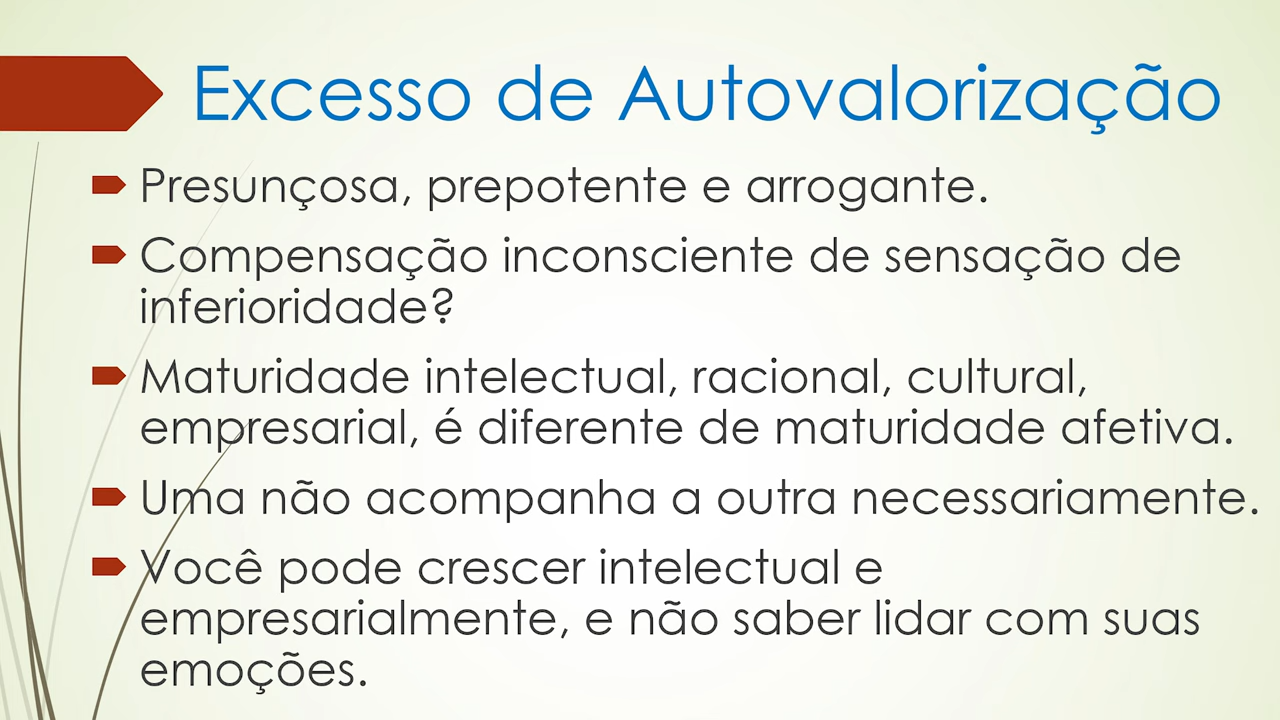 Excesso de Autovalorização
Presunçosa, prepotente e arrogante.
Compensação inconsciente de sensação de
inferioridade?
Maturidade intelectual, racional, cultural,
empresarial, é diferente de maturidade afetiva.
Uma não acompanha a outra necessariamente.
Você pode crescer intelectual e
empresarialmente, e não saber lidar com suas
emoções.